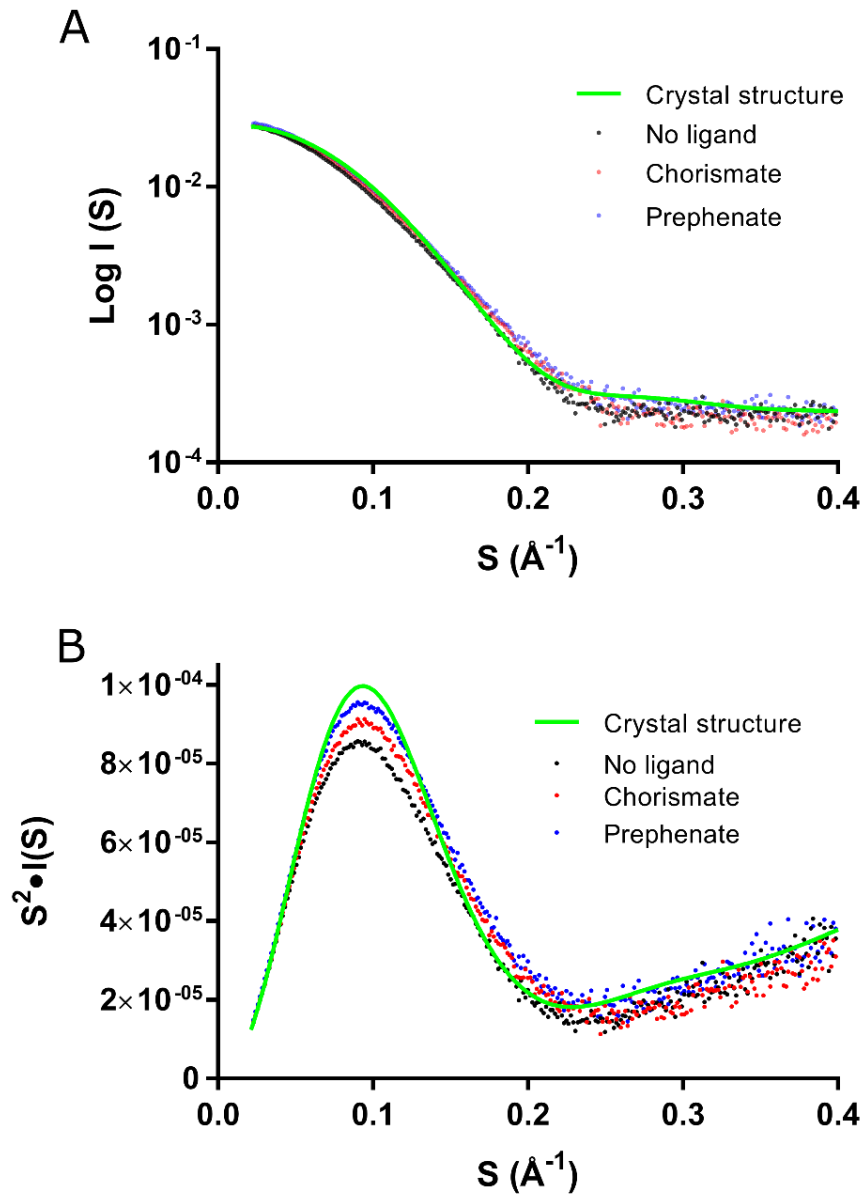 A
10⁻¹
10⁻²
10⁻³
10⁻⁴
Log I (S)
Crystal structure
No ligand
Chorismate
Prephenate
0.0 0.1 0.2 0.3 0.4
S (Å⁻¹)
B
1×10⁻⁰⁴
8×10⁻⁰⁵
6×10⁻⁰⁵
4×10⁻⁰⁵
2×10⁻⁰⁵
0
S²●I(S)
Crystal structure
No ligand
Chorismate
Prephenate
0.0 0.1 0.2 0.3 0.4
S (Å⁻¹)